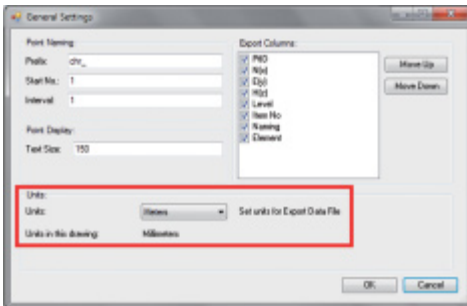 General Settings
Point Naming:
Prefix: chr_
Start No.: 1
Interval: 1
Point Display:
Text Size: 150
Export Columns:
PNO
N(x)
E(y)
H(z)
Level
Item No
Naming
Element
Move Up
Move Down
Units:
Units: Meters Set units for Export Data File
Units in this drawing: Millimeters
OK Cancel